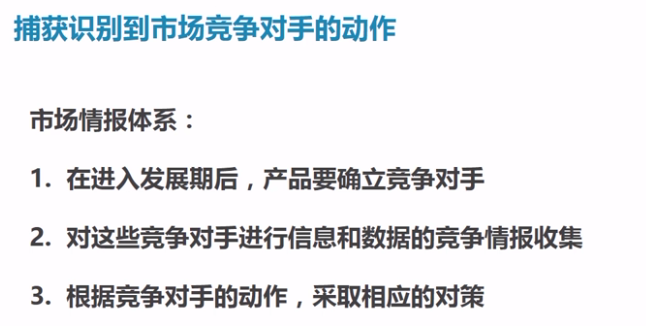 捕获识别到市场竞争对手的动作
市场情报体系：
1. 在进入发展期后，产品要确立竞争对手
2. 对这些竞争对手进行信息和数据的竞争情报收集
3. 根据竞争对手的动作，采取相应的对策